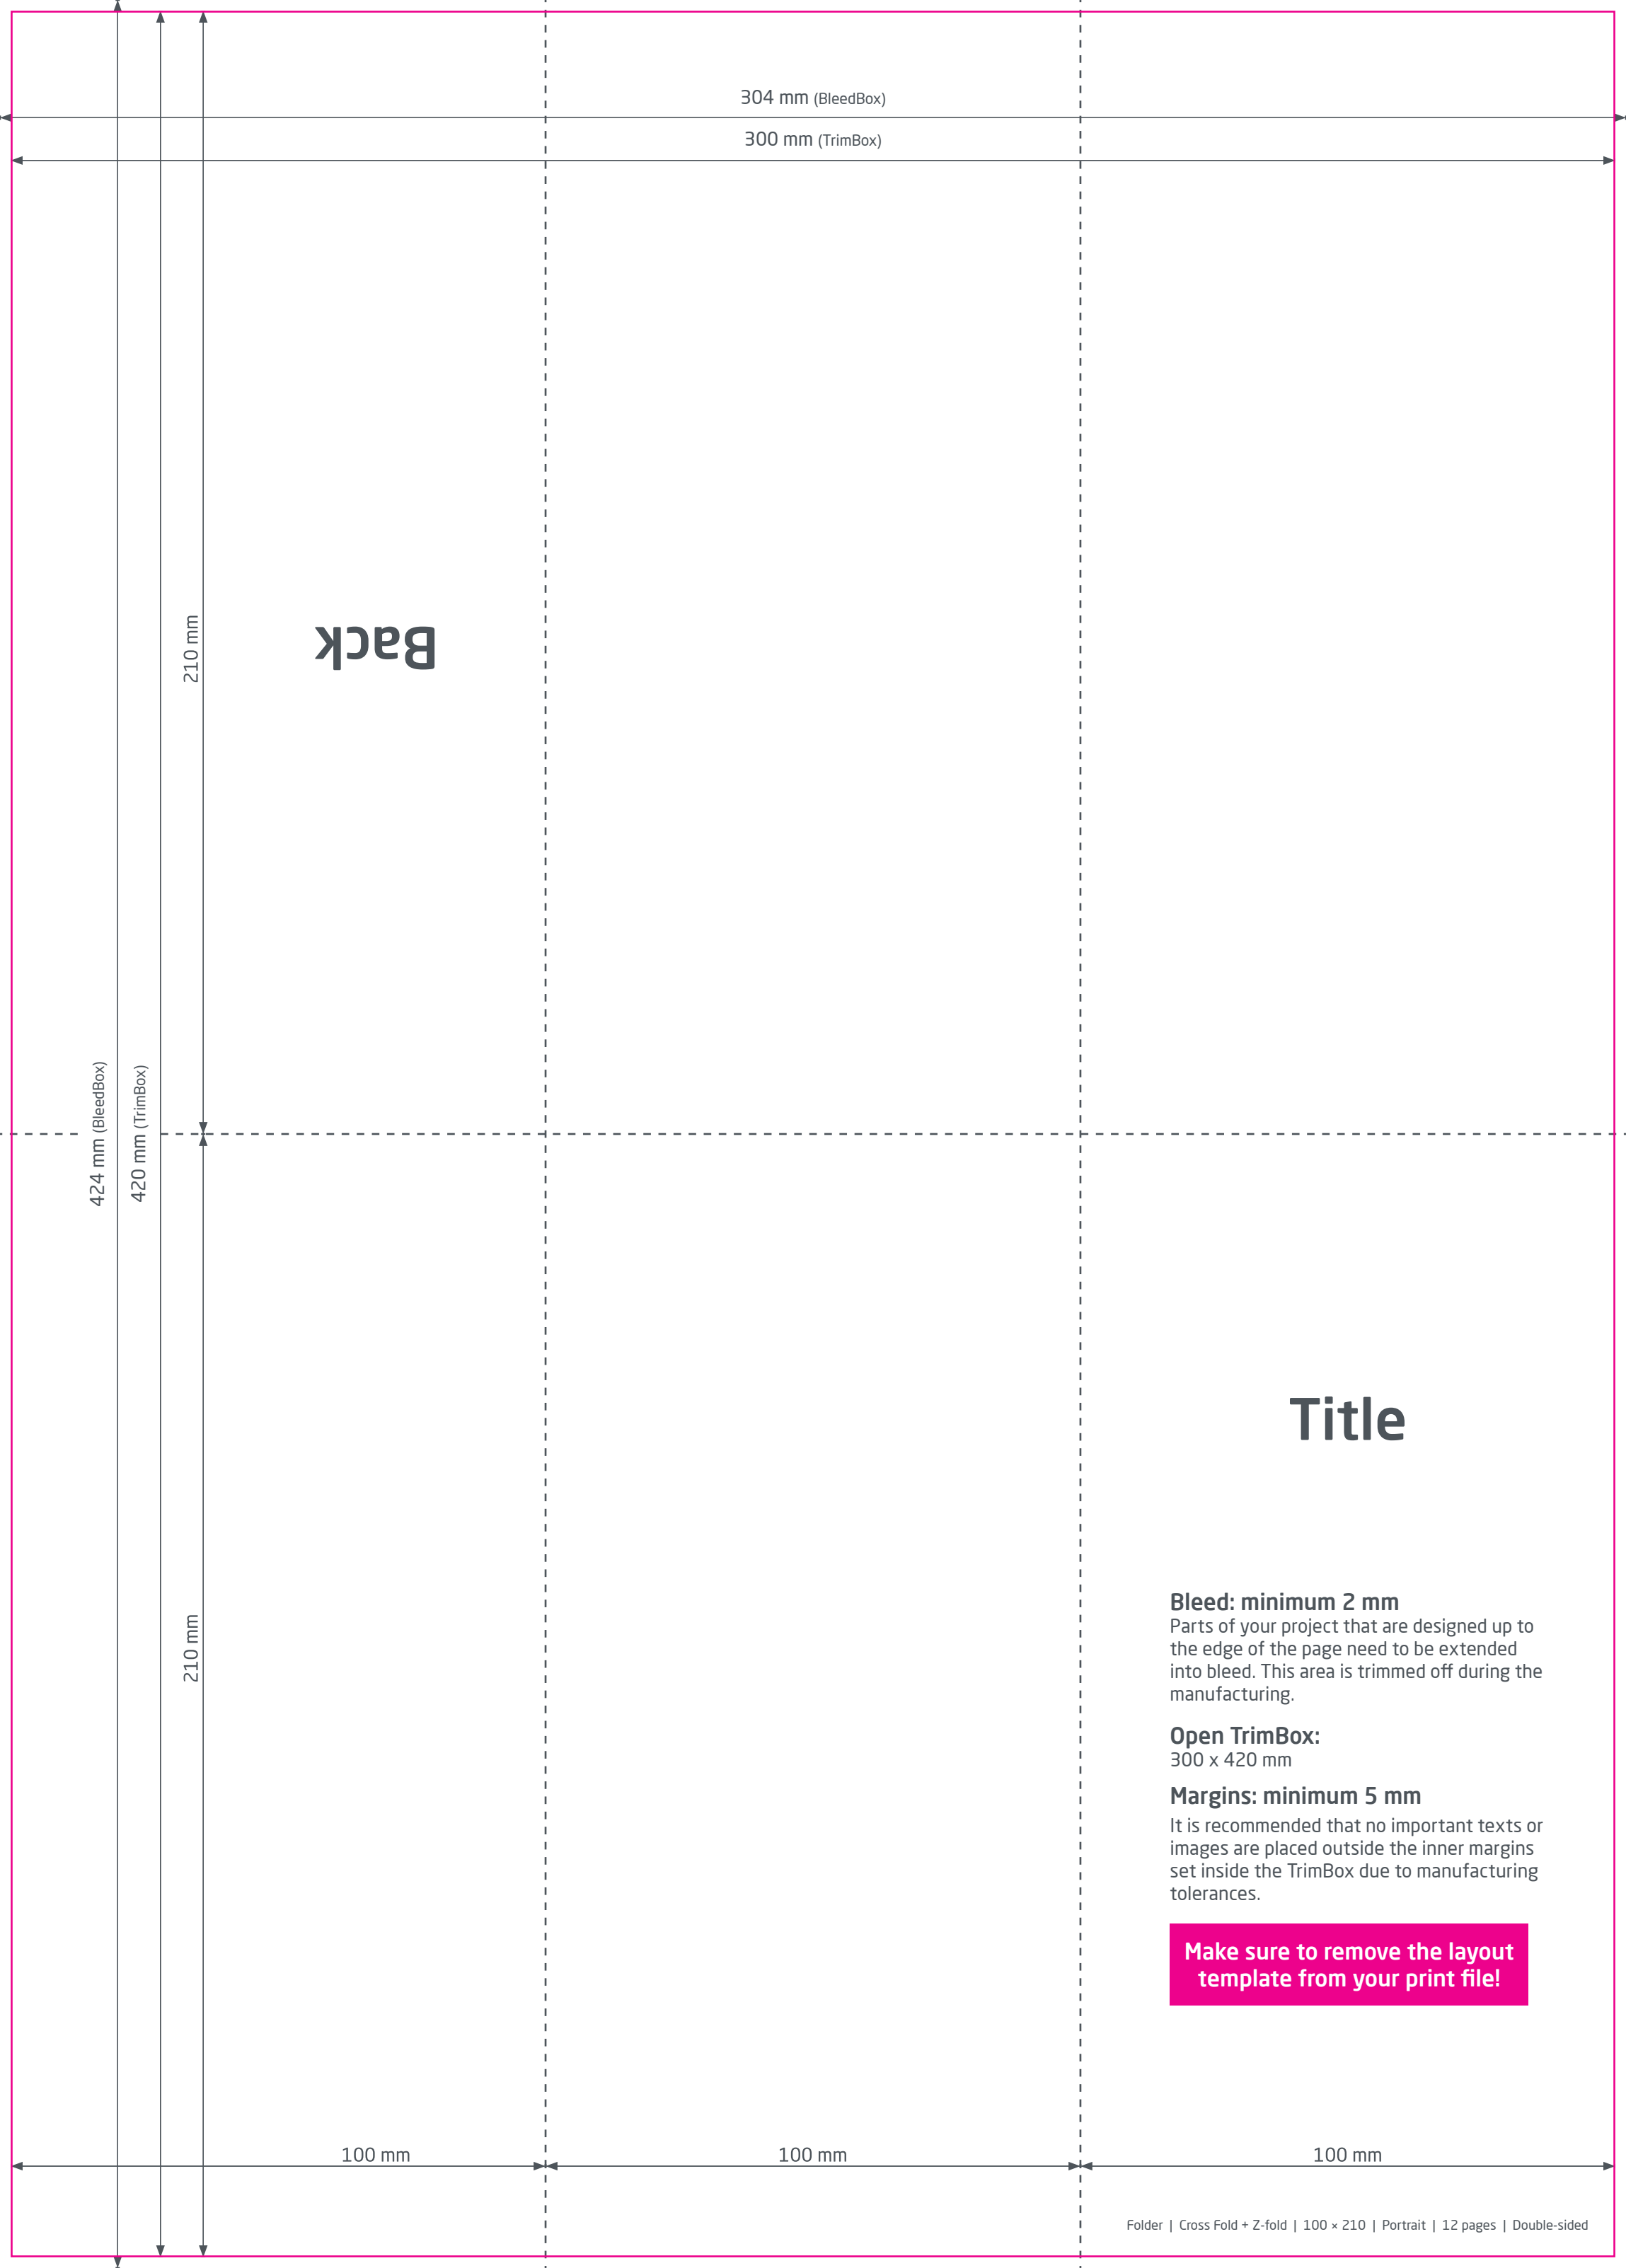 304 mm (BleedBox)
300 mm (TrimBox)
210 mm
Back
424 mm (BleedBox)
420 mm (TrimBox)
Title
210 mm
Bleed: minimum 2 mm
Parts of your project that are designed up to
the edge of the page need to be extended
into bleed. This area is trimmed off during the
manufacturing.
Open TrimBox:
300 x 420 mm
Margins: minimum 5 mm
It is recommended that no important texts or
images are placed outside the inner margins
set inside the TrimBox due to manufacturing
tolerances.
Make sure to remove the layout
template from your print file!
100 mm
100 mm
100 mm
Folder | Cross Fold + Z-fold | 100 × 210 | Portrait | 12 pages | Double-sided